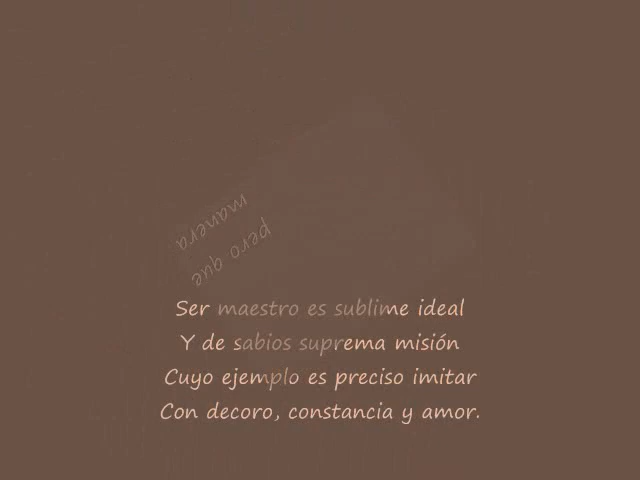 manera
pero que
Ser maestro es sublime ideal
Y de sabios suprema misión
Cuyo ejemplo es preciso imitar
Con decoro, constancia y amor.